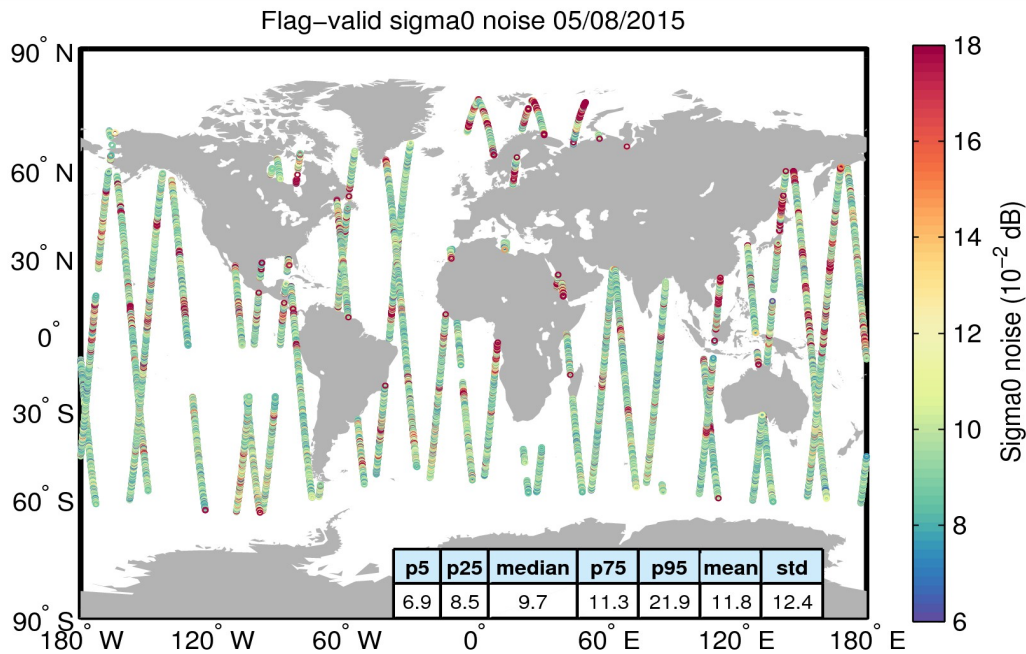 Flag−valid sigma0 noise 05/08/2015
90° N
60° N
30° N
0°
30° S
60° S
90° S
180° W
120° W
60° W
0°
60° E
120° E
180° E
p5 p25 median p75 p95 mean std
6.9 8.5 9.7 11.3 21.9 11.8 12.4
18
16
14
12
10
8
6
Sigma0 noise (10⁻² dB)